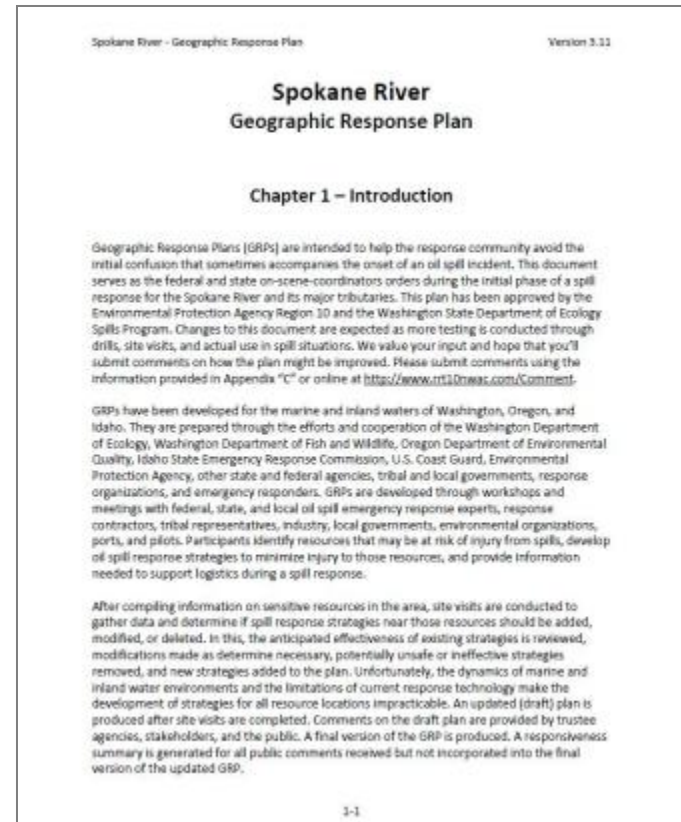 Spokane River - Geographic Response Plan Version 3.11
Spokane River
Geographic Response Plan
Chapter 1 – Introduction
Geographic Response Plans (GRPs) are intended to help the response community avoid the
initial confusion that sometimes accompanies the onset of an oil spill incident. This document
serves as the federal and state on-scene-coordinators orders during the initial phase of a spill
response for the Spokane River and its major tributaries. This plan has been approved by the
Environmental Protection Agency Region 10 and the Washington State Department of Ecology
Spills Program. Changes to this document are expected as more testing is conducted through
drills, site visits, and actual use in spill situations. We value your input and hope that you'll
submit comments on how the plan might be improved. Please submit comments using the
information provided in Appendix "C" or online at http://www.rrt10nwac.com/Comment.
GRPs have been developed for the marine and inland waters of Washington, Oregon, and
Idaho. They are prepared through the efforts and cooperation of the Washington Department
of Ecology, Washington Department of Fish and Wildlife, Oregon Department of Environmental
Quality, Idaho State Emergency Response Commission, U.S. Coast Guard, Environmental
Protection Agency, other state and federal agencies, tribal and local governments, response
organizations, and emergency responders. GRPs are developed through workshops and
meetings with federal, state, and local oil spill emergency response experts, response
contractors, tribal representatives, industry, local governments, environmental organizations,
ports, and pilots. Participants identify resources that may be at risk of injury from spills, develop
oil spill response strategies to minimize injury to those resources, and provide information
needed to support logistics during a spill response.
After compiling information on sensitive resources in the area, site visits are conducted to
gather data and determine if spill response strategies near those resources should be added,
modified, or deleted. In this, the anticipated effectiveness of existing strategies is reviewed,
modifications made as determine necessary, potentially unsafe or ineffective strategies
removed, and new strategies added to the plan. Unfortunately, the dynamics of marine and
inland water environments and the limitations of current response technology make the
development of strategies for all resource locations impracticable. An updated (draft) plan is
produced after site visits are completed. Comments on the draft plan are provided by trustee
agencies, stakeholders, and the public. A final version of the GRP is produced. A responsiveness
summary is generated for all public comments received but not incorporated into the final
version of the updated GRP.
1-1